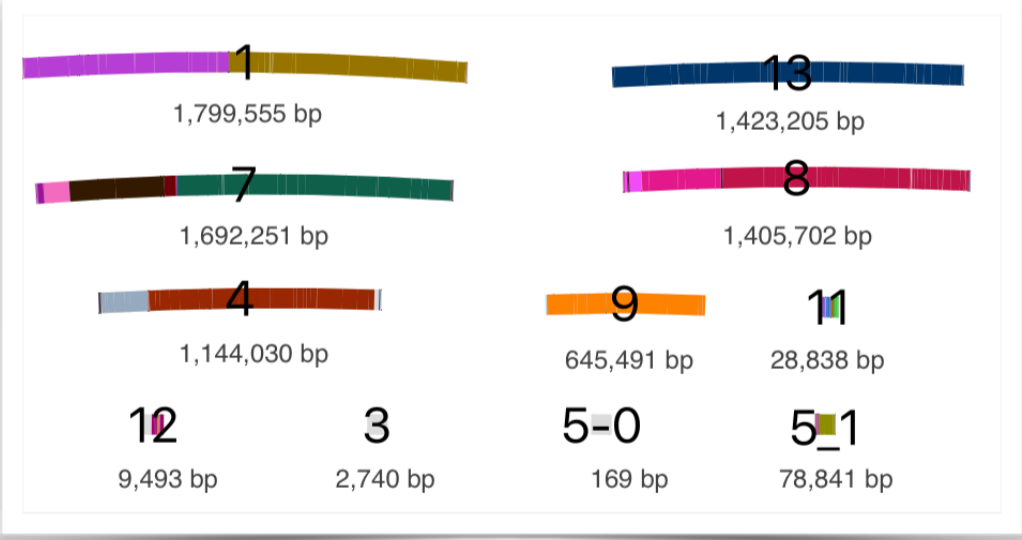 1 13
1,799,555 bp 1,423,205 bp
7 8
1,692,251 bp 1,405,702 bp
4 9 11
1,144,030 bp 645,491 bp 28,838 bp
12 3 5-0 5_1
9,493 bp 2,740 bp 169 bp 78,841 bp